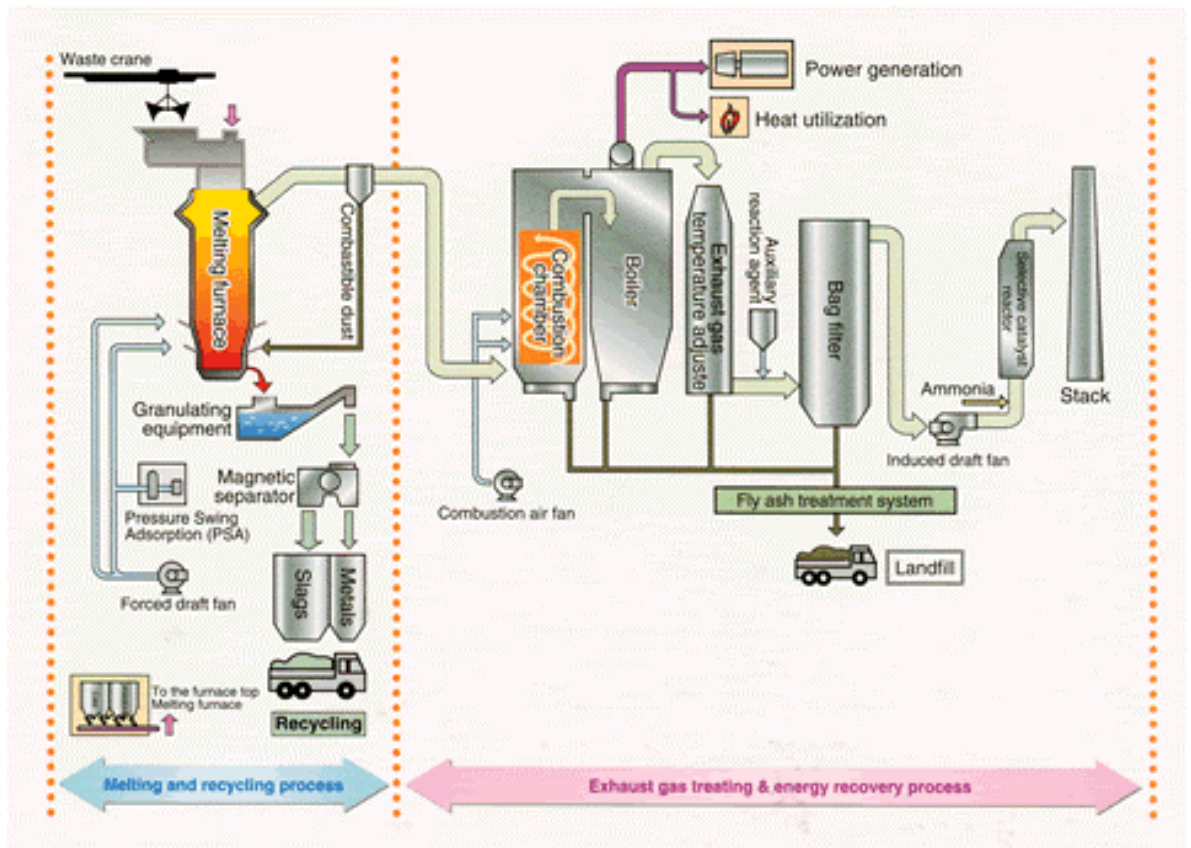 Waste crane
Power generation
Heat utilization
Melting furnace
Combastible dust
Combustion
chamber
Boiler
Exhaust gas
temperature adjuste
Auxiliary
reaction agent
Bag filter
Selective catalyst
reactor
Ammonia
Stack
Induced draft fan
Granulating
equipment
Magnetic
separator
Pressure Swing
Adsorption (PSA)
Forced draft fan
Slags
Metals
Combustion air fan
Fly ash treatment system
Landfill
To the furnace top
Melting furnace
Recycling
Melting and recycling process
Exhaust gas treating & energy recovery process